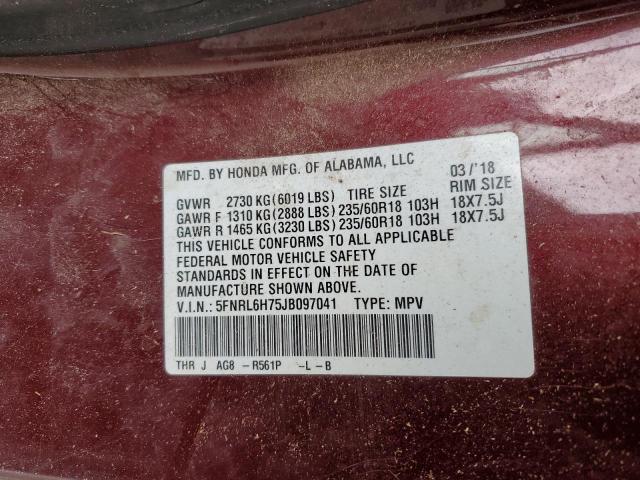 MFD. BY HONDA MFG. OF ALABAMA, LLC 03/'18
GVWR 2730 KG(6019 LBS) TIRE SIZE RIM SIZE
GAWR F 1310 KG(2888 LBS) 235/60R18 103H 18X7.5J
GAWR R 1465 KG(3230 LBS) 235/60R18 103H 18X7.5J
THIS VEHICLE CONFORMS TO ALL APPLICABLE
FEDERAL MOTOR VEHICLE SAFETY
STANDARDS IN EFFECT ON THE DATE OF
MANUFACTURE SHOWN ABOVE.
V.I.N.: 5FNRL6H75JB097041 TYPE: MPV
THR J AG8 -R561P -L-B